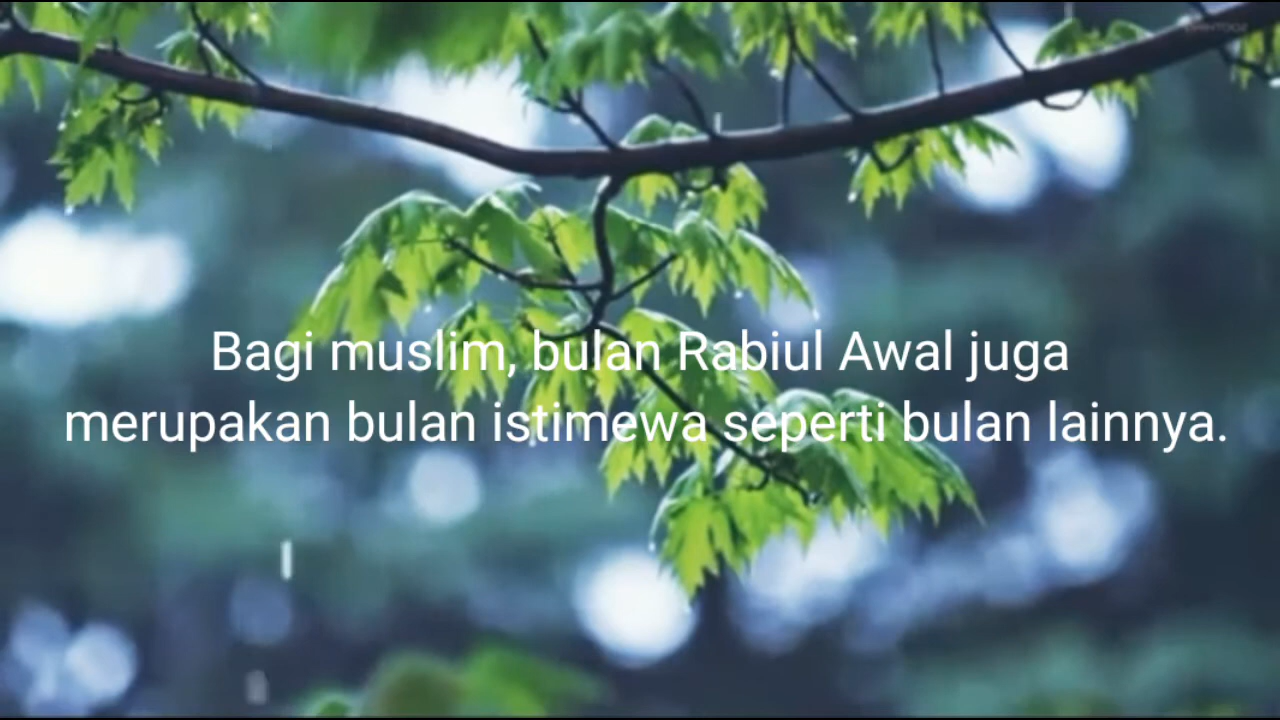 Bagi muslim, bulan Rabiul Awal juga
merupakan bulan istimewa seperti bulan lainnya.